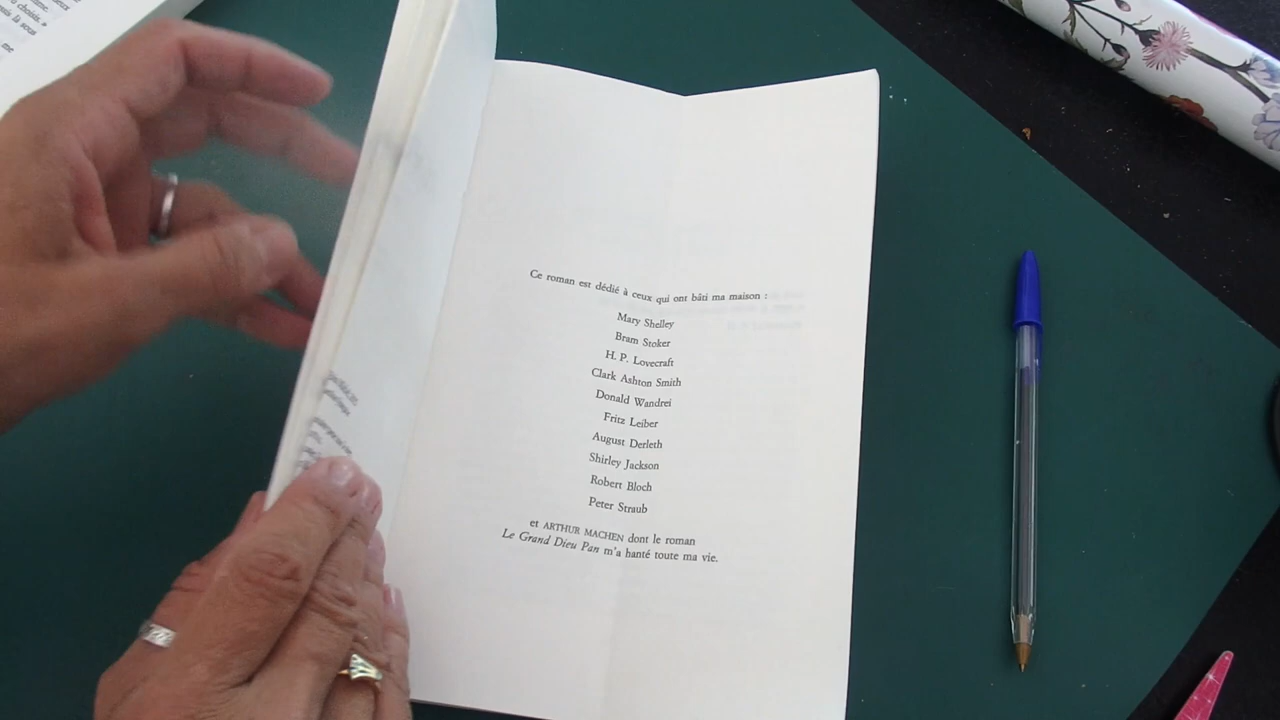 à choisis. »
me
Ce roman est dédié à ceux qui ont bâti ma maison :
Mary Shelley
Bram Stoker
H. P. Lovecraft
Clark Ashton Smith
Donald Wandrei
Fritz Leiber
August Derleth
Shirley Jackson
Robert Bloch
Peter Straub
et ARTHUR MACHEN dont le roman
Le Grand Dieu Pan m'a hanté toute ma vie.